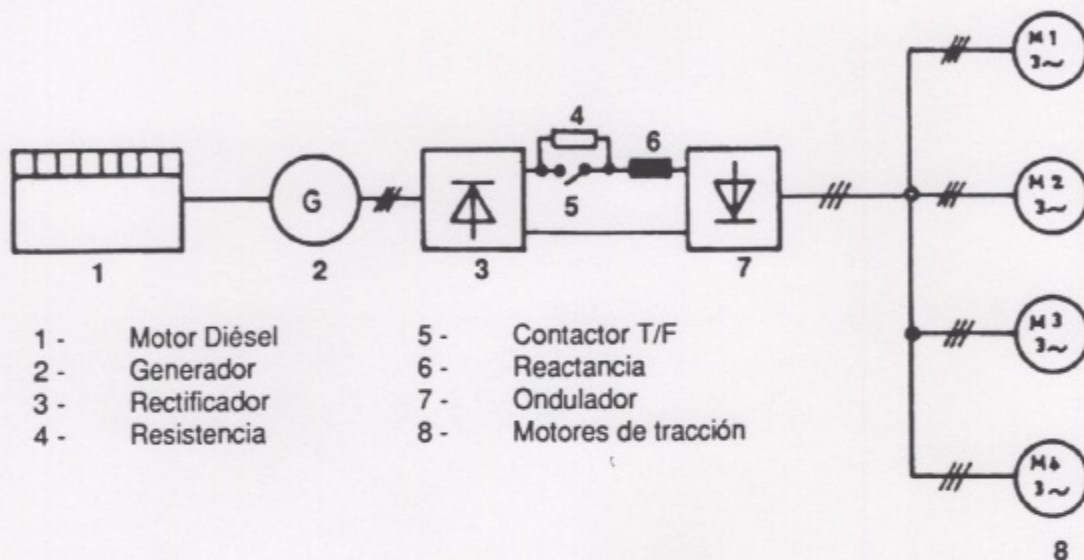 M1
3~
4
6
G
5
M2
3~
1
2
3
7
M3
3~
1 - Motor Diésel
2 - Generador
3 - Rectificador
4 - Resistencia
5 - Contactor T/F
6 - Reactancia
7 - Ondulador
8 - Motores de tracción
M4
3~
8